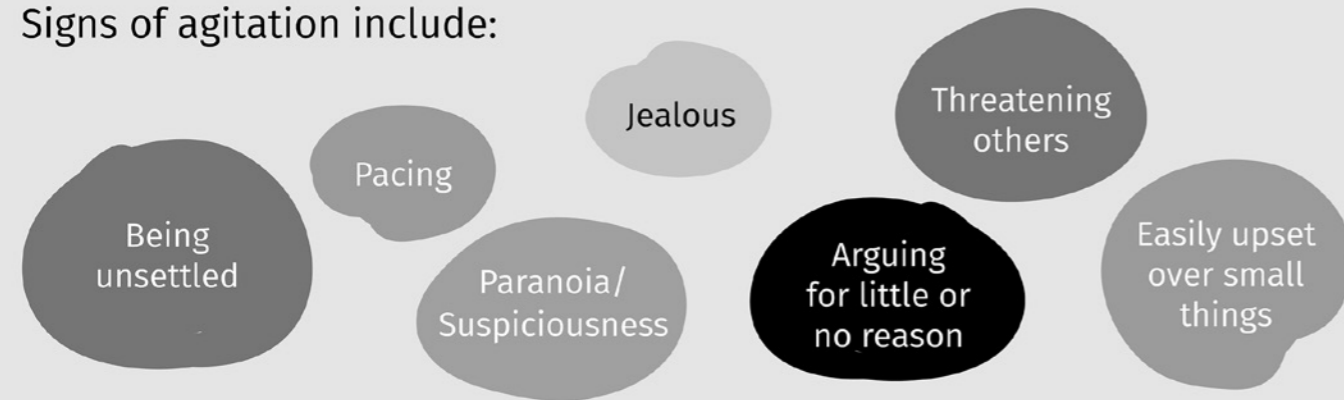 Signs of agitation include:
Being
unsettled
Pacing
Paranoia/
Suspiciousness
Jealous
Arguing
for little or
no reason
Threatening
others
Easily upset
over small
things